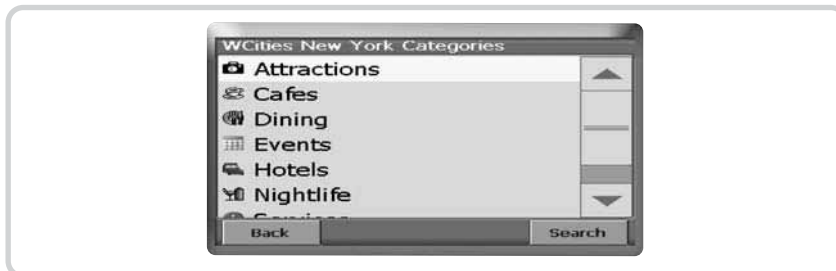 WCities New York Categories
Attractions
Cafes
Dining
Events
Hotels
Nightlife
Back
Search